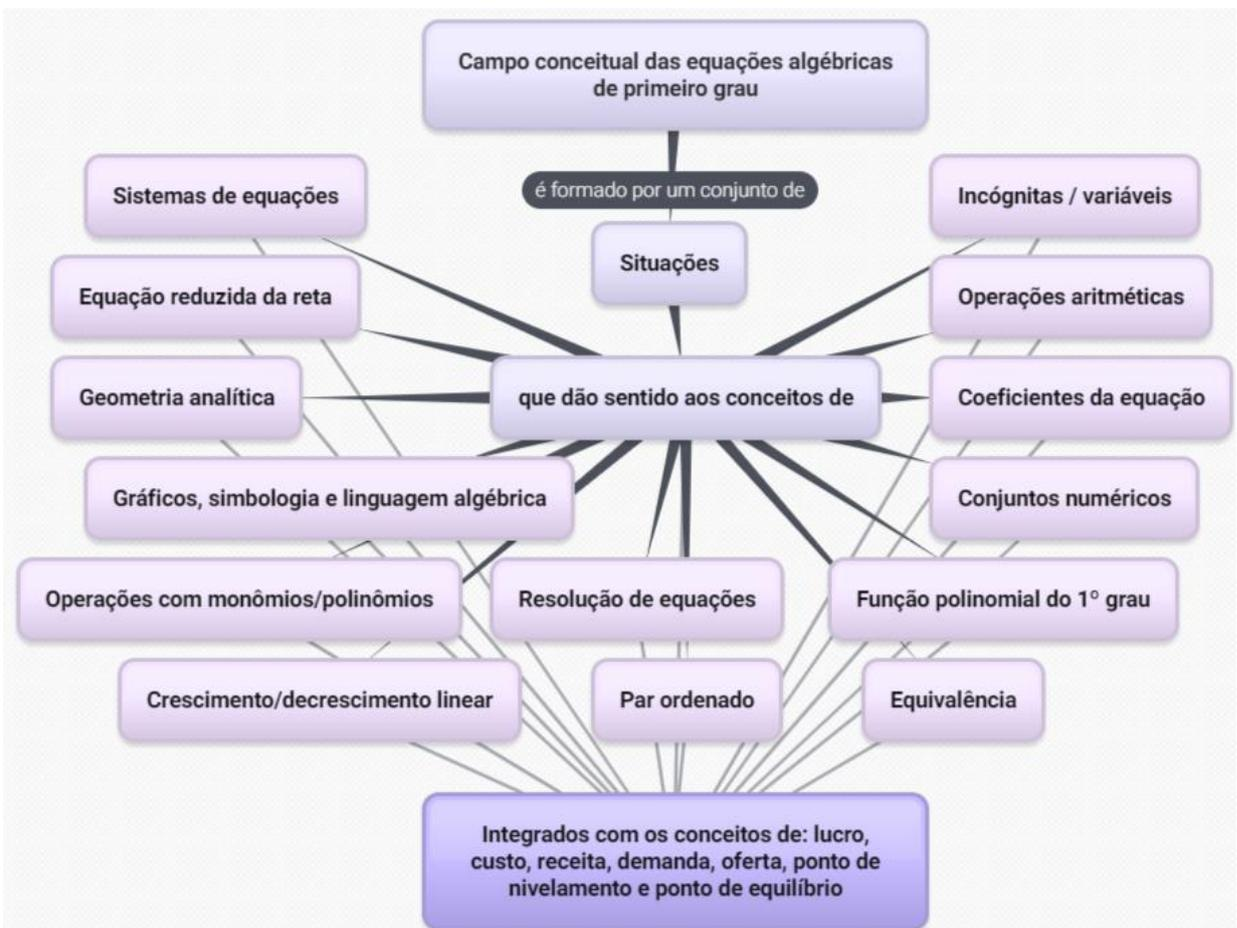 Campo conceitual das equações algébricas
de primeiro grau
é formado por um conjunto de
Sistemas de equações
Incógnitas / variáveis
Situações
Equação reduzida da reta
Operações aritméticas
Geometria analítica
que dão sentido aos conceitos de
Coeficientes da equação
Gráficos, simbologia e linguagem algébrica
Conjuntos numéricos
Operações com monômios/polinômios
Resolução de equações
Função polinomial do 1º grau
Crescimento/decrescimento linear
Par ordenado
Equivalência
Integrados com os conceitos de: lucro,
custo, receita, demanda, oferta, ponto de
nivelamento e ponto de equilíbrio